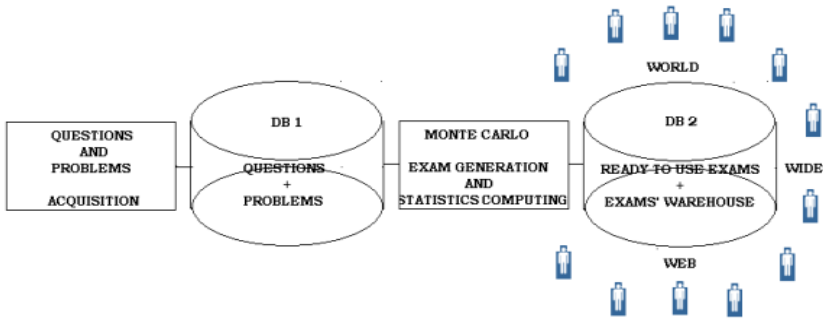 QUESTIONS
AND
PROBLEMS
ACQUISITION
DB 1
QUESTIONS
+
PROBLEMS
MONTE CARLO
EXAM GENERATION
AND
STATISTICS COMPUTING
WORLD
DB 2
READY TO USE EXAMS
+
EXAMS' WAREHOUSE
WIDE
WEB